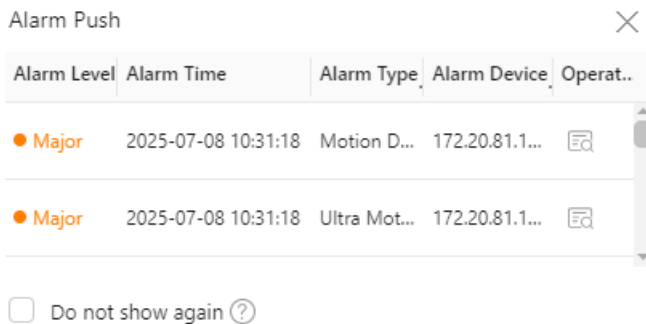 Alarm Push
Alarm Level Alarm Time Alarm Type Alarm Device Operat...
Major 2025-07-08 10:31:18 Motion D... 172.20.81.1...
Major 2025-07-08 10:31:18 Ultra Mot... 172.20.81.1...
Do not show again ?